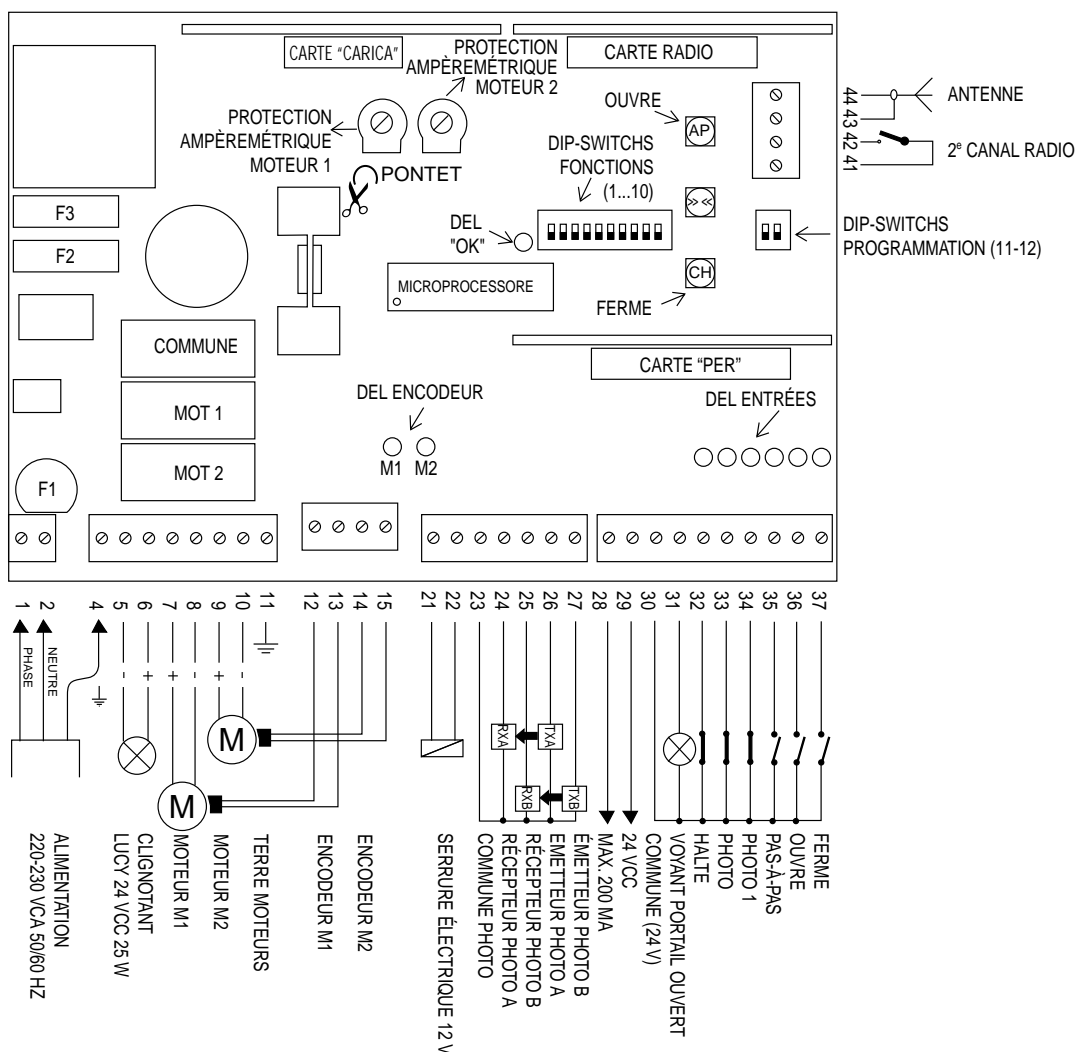 CARTE "CARICA"
PROTECTION
AMPÈREMÉTRIQUE
MOTEUR 2
CARTE RADIO
PROTECTION
AMPÈREMÉTRIQUE
MOTEUR 1
OUVRE
AP
DIP-SWITCHS
FONCTIONS
(1...10)
PONTET
44
43
42
41
ANTENNE
2e CANAL RADIO
F3
F2
DEL
"OK"
>> <<
DIP-SWITCHS
PROGRAMMATION (11-12)
MICROPROCESSORE
CH
FERME
COMMUNE
CARTE "PER"
MOT 1
DEL ENCODEUR
DEL ENTRÉES
MOT 2
M1
M2
F1
1
2
4
5
6
7
8
9
10
11
12
13
14
15
21
22
23
24
25
26
27
28
29
30
31
32
33
34
35
36
37
PHASE
NEUTRE
-
+
+
-
+
-
M
M
RXA
TXA
RXB
TXB
ALIMENTATION
220-230 VCA 50/60 HZ
CLIGNOTANT
LUCY 24 VCC 25 W
MOTEUR M1
MOTEUR M2
TERRE MOTEURS
ENCODEUR M1
ENCODEUR M2
SERRURE ÉLECTRIQUE 12 V
COMMUNE PHOTO
RÉCEPTEUR PHOTO A
RÉCEPTEUR PHOTO B
EMETTEUR PHOTO A
ÉMETTEUR PHOTO B
MAX. 200 MA
24 VCC
COMMUNE (24 V)
VOYANT PORTAIL OUVERT
HALTE
PHOTO
PHOTO 1
PAS-À-PAS
OUVRE
FERME